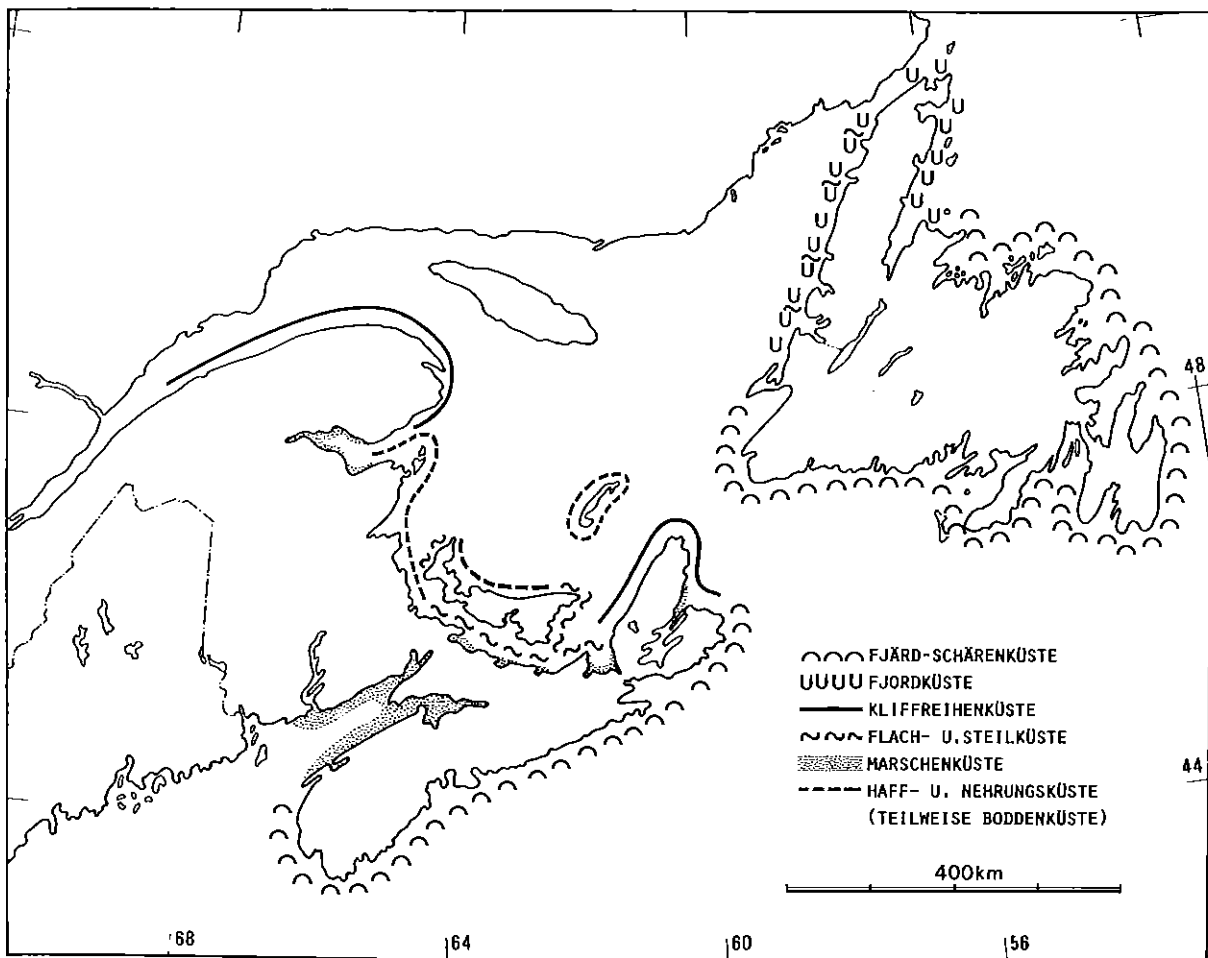 48
FJÄRD-SCHÄRENKÜSTE
FJORDKÜSTE
KLIFFREIHENKÜSTE
FLACH- U.STEILKÜSTE
MARSCHENKÜSTE
HAFF- U. NEHRUNGSKÜSTE
(TEILWEISE BODDENKÜSTE)
44
400km
68
64
60
56